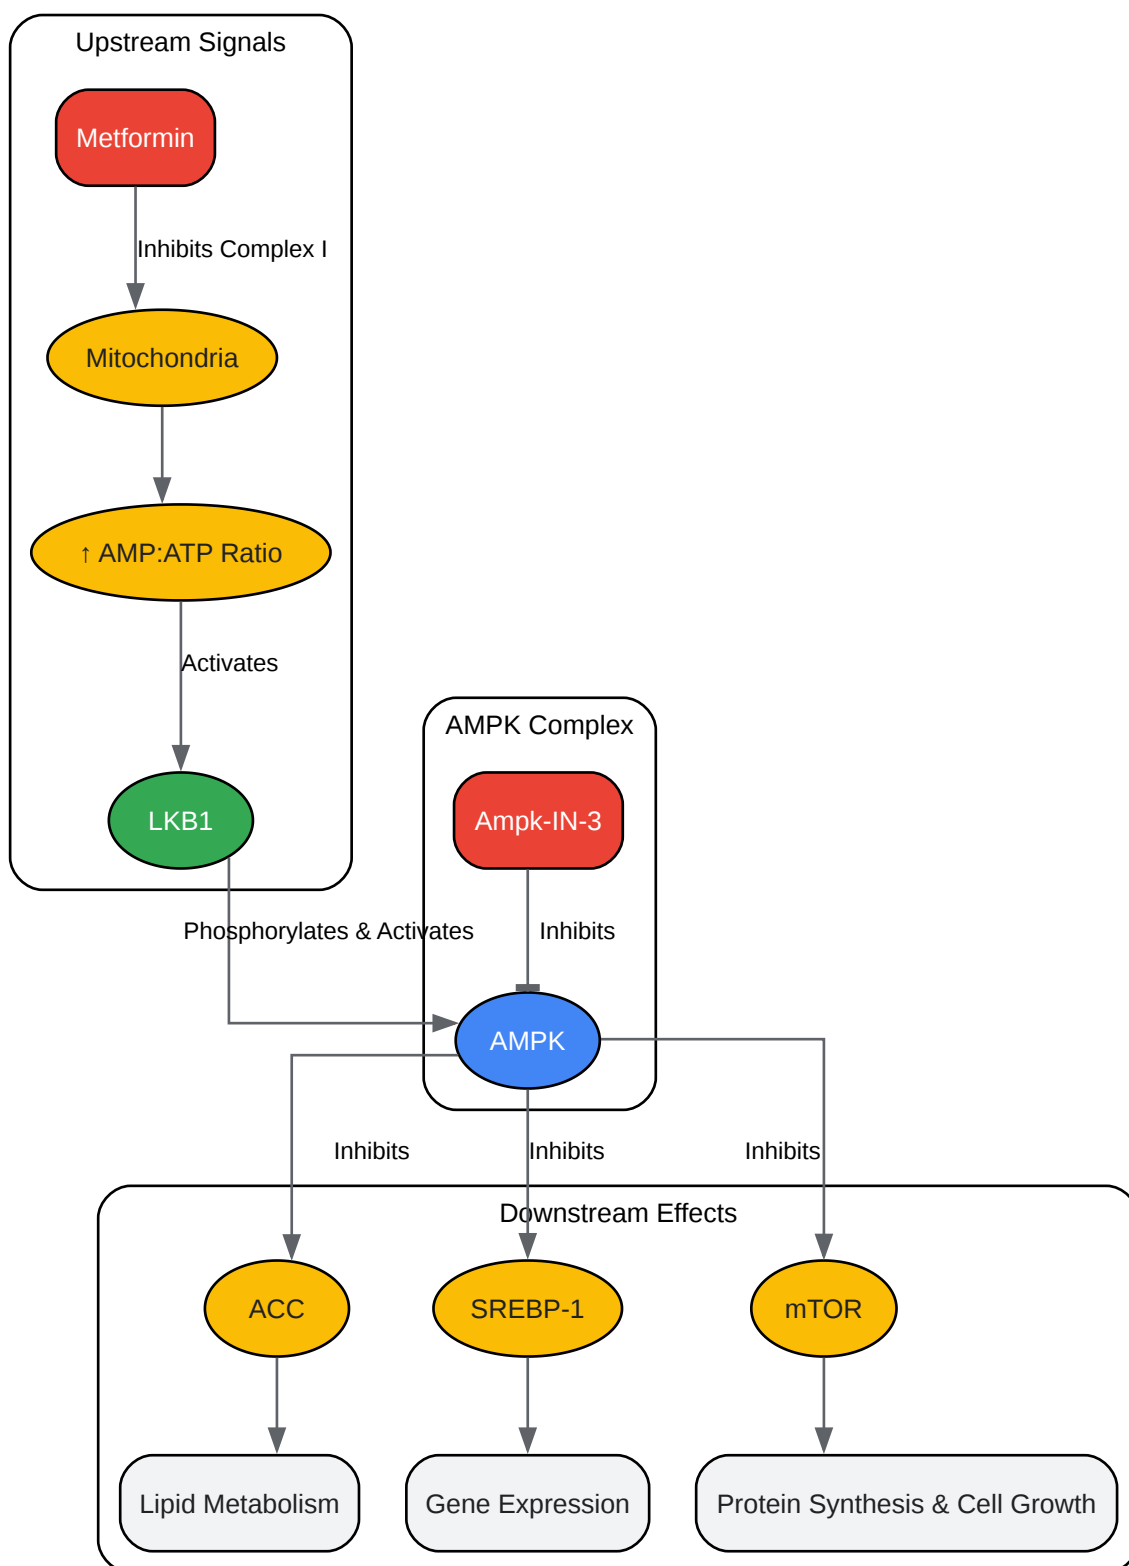 Upstream Signals
Metformin
Inhibits Complex I
Mitochondria
↑ AMP:ATP Ratio
Activates
LKB1
AMPK Complex
Ampk-IN-3
Phosphorylates & Activates
Inhibits
AMPK
Inhibits
Inhibits
Inhibits
Downstream Effects
ACC
SREBP-1
mTOR
Lipid Metabolism
Gene Expression
Protein Synthesis & Cell Growth